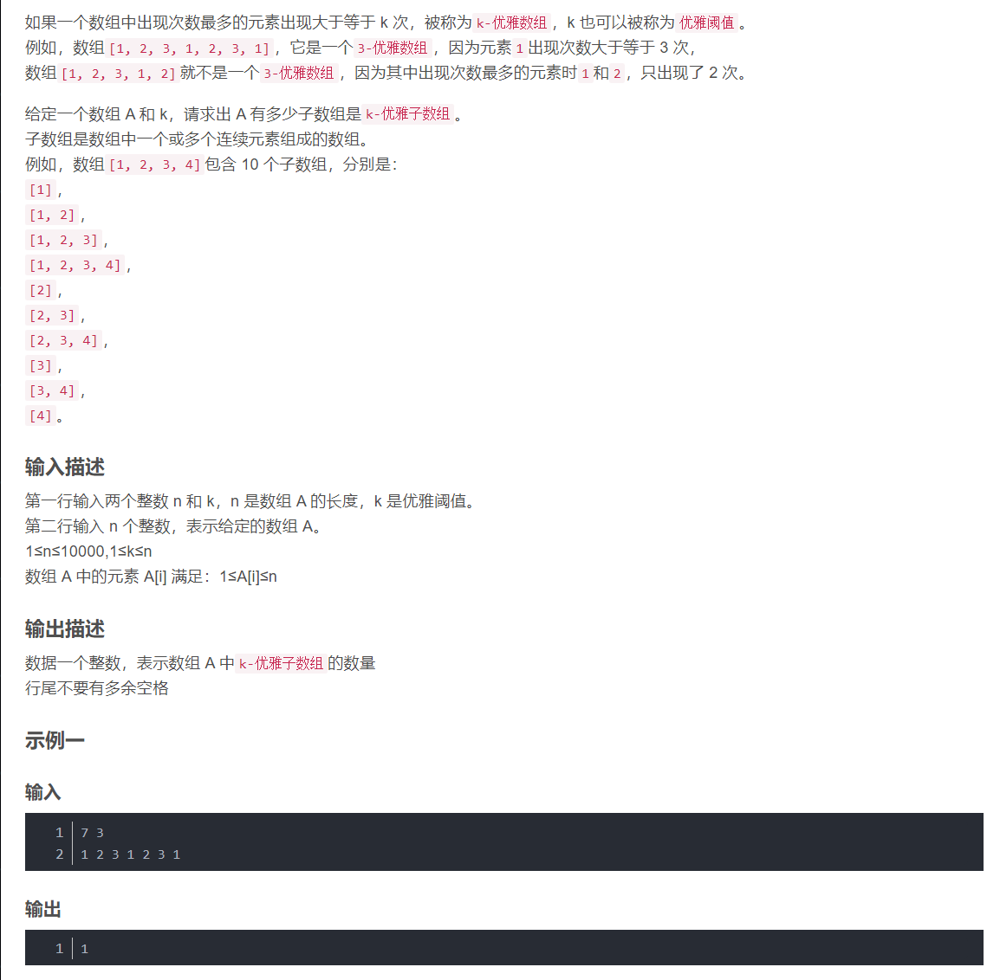 如果一个数组中出现次数最多的元素出现大于等于 k 次，被称为 k-优雅数组，k 也可以被称为 优雅阈值。
例如，数组 [1, 2, 3, 1, 2, 3, 1]，它是一个 3-优雅数组，因为元素 1 出现次数大于等于 3 次，
数组 [1, 2, 3, 1, 2] 就不是一个 3-优雅数组，因为其中出现次数最多的元素时 1 和 2，只出现了 2 次。
给定一个数组 A 和 k，请求出 A 有多少子数组是 k-优雅子数组。
子数组是数组中一个或多个连续元素组成的数组。
例如，数组 [1, 2, 3, 4] 包含 10 个子数组，分别是：
[1]，
[1, 2]，
[1, 2, 3]，
[1, 2, 3, 4]，
[2]，
[2, 3]，
[2, 3, 4]，
[3]，
[3, 4]，
[4]。
输入描述
第一行输入两个整数 n 和 k，n 是数组 A 的长度，k 是优雅阈值。
第二行输入 n 个整数，表示给定的数组 A。
1≤n≤10000,1≤k≤n
数组 A 中的元素 A[i] 满足：1≤A[i]≤n
输出描述
数据一个整数，表示数组 A 中 k-优雅子数组 的数量
行尾不要有多余空格
示例一
输入
1 7 3
2 1 2 3 1 2 3 1
输出
1 1